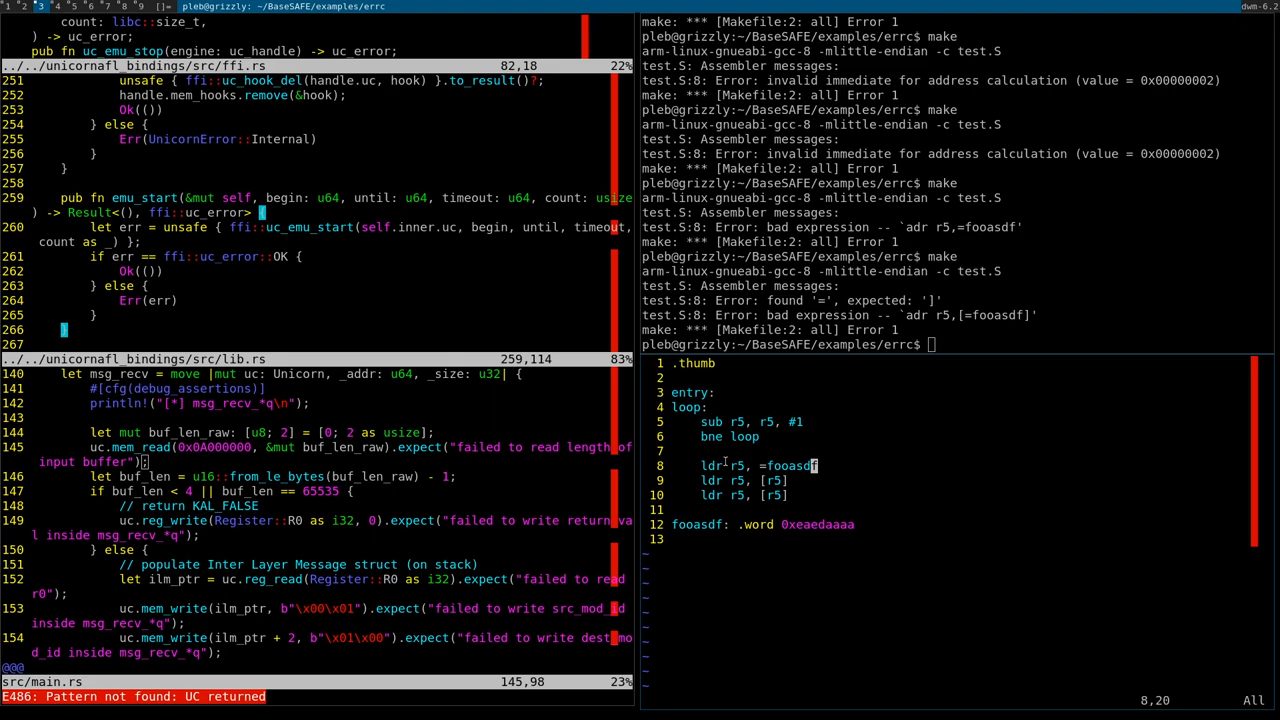 1 2 3 4 5 6 7 8 9 []= pleb@grizzly: ~/BaseSAFE/examples/errc dwm-6.2
    count: libc::size_t,
) -> uc_error;
pub fn uc_emu_stop(engine: uc_handle) -> uc_error;
../../unicornafl_bindings/src/ffi.rs 82,18 22%
251             unsafe { ffi::uc_hook_del(handle.uc, hook) }.to_result()?;
252             handle.mem_hooks.remove(&hook);
253             Ok(())
254         } else {
255             Err(UnicornError::Internal)
256         }
257     }
258
259     pub fn emu_start(&mut self, begin: u64, until: u64, timeout: u64, count: usize
) -> Result<(), ffi::uc_error> {
260         let err = unsafe { ffi::uc_emu_start(self.inner.uc, begin, until, timeout,
 count as _) };
261         if err == ffi::uc_error::OK {
262             Ok(())
263         } else {
264             Err(err)
265         }
266     }
267
../../unicornafl_bindings/src/lib.rs 259,114 83%
140     let msg_recv = move |mut uc: Unicorn, _addr: u64, _size: u32| {
141         #[cfg(debug_assertions)]
142         println!("[*] msg_recv_*q\n");
143
144         let mut buf_len_raw: [u8; 2] = [0; 2 as usize];
145         uc.mem_read(0x0A000000, &mut buf_len_raw).expect("failed to read length of
 input buffer");
146         let buf_len = u16::from_le_bytes(buf_len_raw) - 1;
147         if buf_len < 4 || buf_len == 65535 {
148             // return KAL_FALSE
149             uc.reg_write(Register::R0 as i32, 0).expect("failed to write return va
l inside msg_recv_*q");
150         } else {
151             // populate Inter Layer Message struct (on stack)
152             let ilm_ptr = uc.reg_read(Register::R0 as i32).expect("failed to read
r0");
153             uc.mem_write(ilm_ptr, b"\x00\x01").expect("failed to write src_mod_id
inside msg_recv_*q");
154             uc.mem_write(ilm_ptr + 2, b"\x01\x00").expect("failed to write dest_mo
d_id inside msg_recv_*q");
@@@
src/main.rs 145,98 23%
E486: Pattern not found: UC returned
make: *** [Makefile:2: all] Error 1
pleb@grizzly:~/BaseSAFE/examples/errc$ make
arm-linux-gnueabi-gcc-8 -mlittle-endian -c test.S
test.S: Assembler messages:
test.S:8: Error: invalid immediate for address calculation (value = 0x00000002)
make: *** [Makefile:2: all] Error 1
pleb@grizzly:~/BaseSAFE/examples/errc$ make
arm-linux-gnueabi-gcc-8 -mlittle-endian -c test.S
test.S: Assembler messages:
test.S:8: Error: invalid immediate for address calculation (value = 0x00000002)
make: *** [Makefile:2: all] Error 1
pleb@grizzly:~/BaseSAFE/examples/errc$ make
arm-linux-gnueabi-gcc-8 -mlittle-endian -c test.S
test.S: Assembler messages:
test.S:8: Error: bad expression -- `adr r5,=fooasdf'
make: *** [Makefile:2: all] Error 1
pleb@grizzly:~/BaseSAFE/examples/errc$ make
arm-linux-gnueabi-gcc-8 -mlittle-endian -c test.S
test.S: Assembler messages:
test.S:8: Error: found '=', expected: ']'
test.S:8: Error: bad expression -- `adr r5,[=fooasdf]'
make: *** [Makefile:2: all] Error 1
pleb@grizzly:~/BaseSAFE/examples/errc$
1 .thumb
2
3 entry:
4 loop:
5     sub r5, r5, #1
6     bne loop
7
8     ldr r5, =fooasdf
9     ldr r5, [r5]
10     ldr r5, [r5]
11
12 fooasdf: .word 0xeaedaaaa
13
~
~
~
~
~
~
~
~
~
~
8,20 All